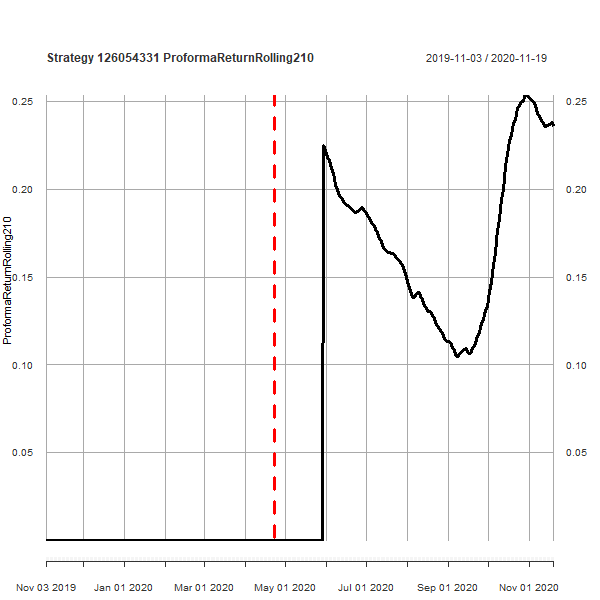 Strategy 126054331 ProformaReturnRolling210
2019-11-03 / 2020-11-19
0.25
0.25
0.20
0.20
ProformaReturnRolling210
0.15
0.15
0.10
0.10
0.05
0.05
Nov 03 2019
Jan 01 2020
Mar 01 2020
May 01 2020
Jul 01 2020
Sep 01 2020
Nov 01 2020